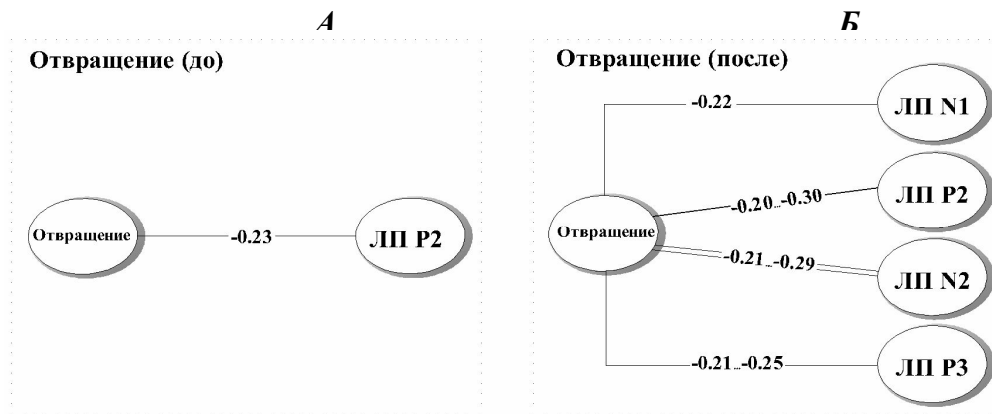 А
Б
Отвращение (до)
Отвращение
-0.23
ЛП P2
Отвращение (после)
Отвращение
-0.22
ЛП N1
-0.20...-0.30
ЛП P2
-0.21...-0.29
ЛП N2
-0.21...-0.25
ЛП P3